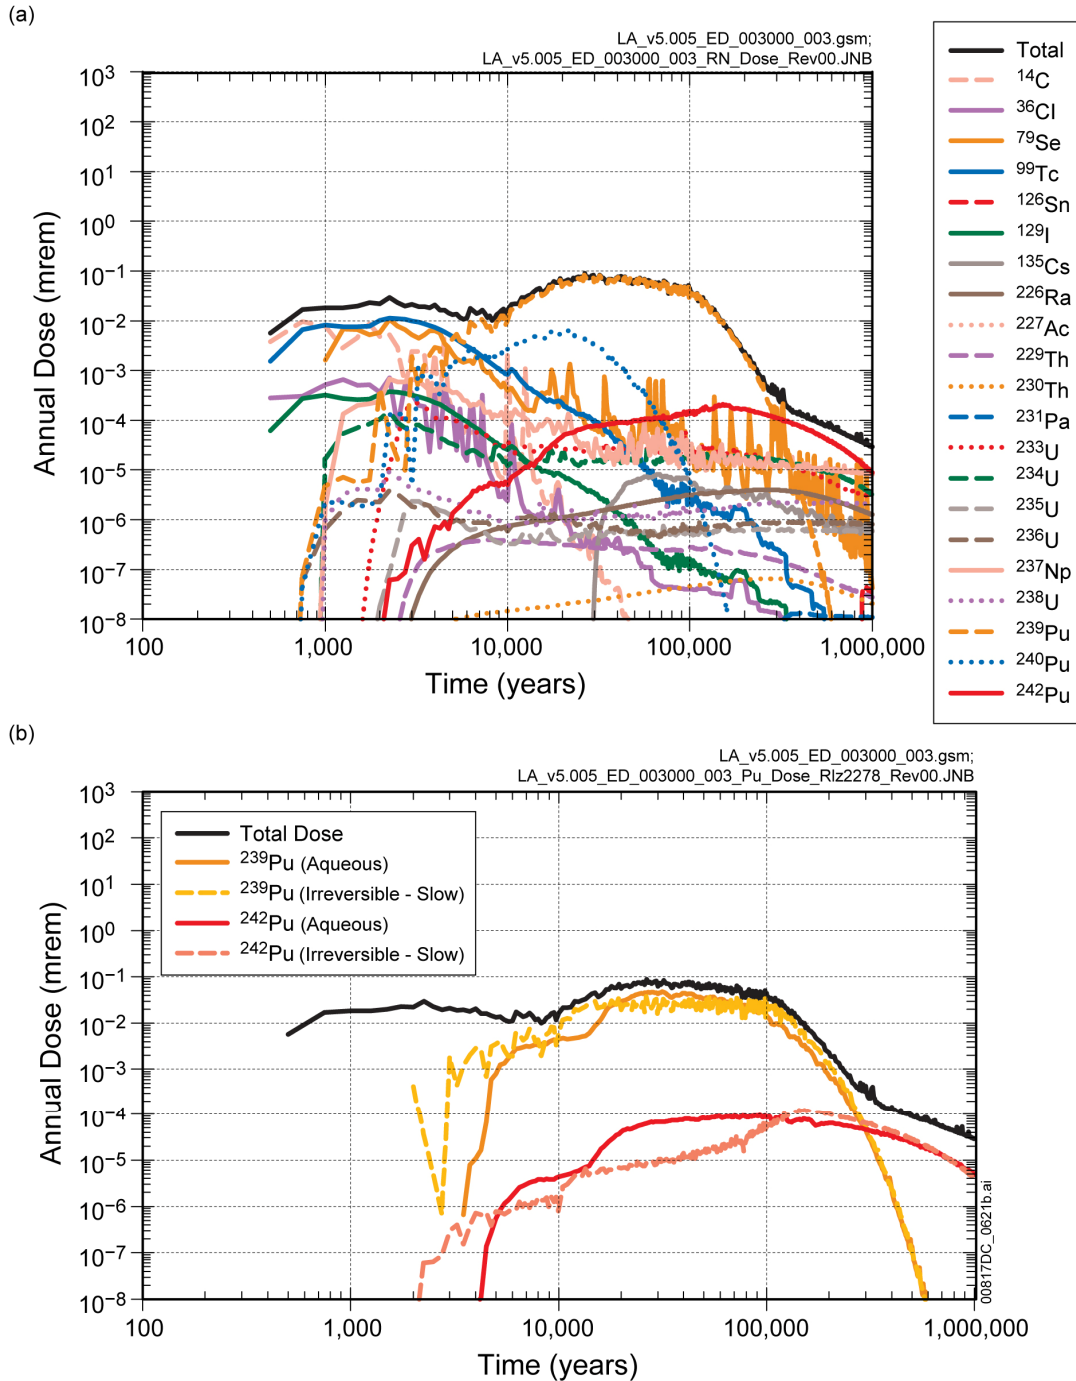 (a)
LA_v5.005_ED_003000_003.gsm;
LA_v5.005_ED_003000_003_RN_Dose_Rev00.JNB
10³
10²
10¹
10⁰
10⁻¹
10⁻²
10⁻³
10⁻⁴
10⁻⁵
10⁻⁶
10⁻⁷
10⁻⁸
Annual Dose (mrem)
100
1,000
10,000
100,000
1,000,000
Time (years)
Total
¹⁴C
³⁶Cl
⁷⁹Se
⁹⁹Tc
¹²⁶Sn
¹²⁹I
¹³⁵Cs
²²⁶Ra
²²⁷Ac
²²⁹Th
²³⁰Th
²³¹Pa
²³³U
²³⁴U
²³⁵U
²³⁶U
²³⁷Np
²³⁸U
²³⁹Pu
²⁴⁰Pu
²⁴²Pu
(b)
LA_v5.005_ED_003000_003.gsm;
LA_v5.005_ED_003000_003_Pu_Dose_Rlz2278_Rev00.JNB
10³
10²
10¹
10⁰
10⁻¹
10⁻²
10⁻³
10⁻⁴
10⁻⁵
10⁻⁶
10⁻⁷
10⁻⁸
Annual Dose (mrem)
Total Dose
²³⁹Pu (Aqueous)
²³⁹Pu (Irreversible - Slow)
²⁴²Pu (Aqueous)
²⁴²Pu (Irreversible - Slow)
100
1,000
10,000
100,000
1,000,000
Time (years)
00817DC_0621b.ai